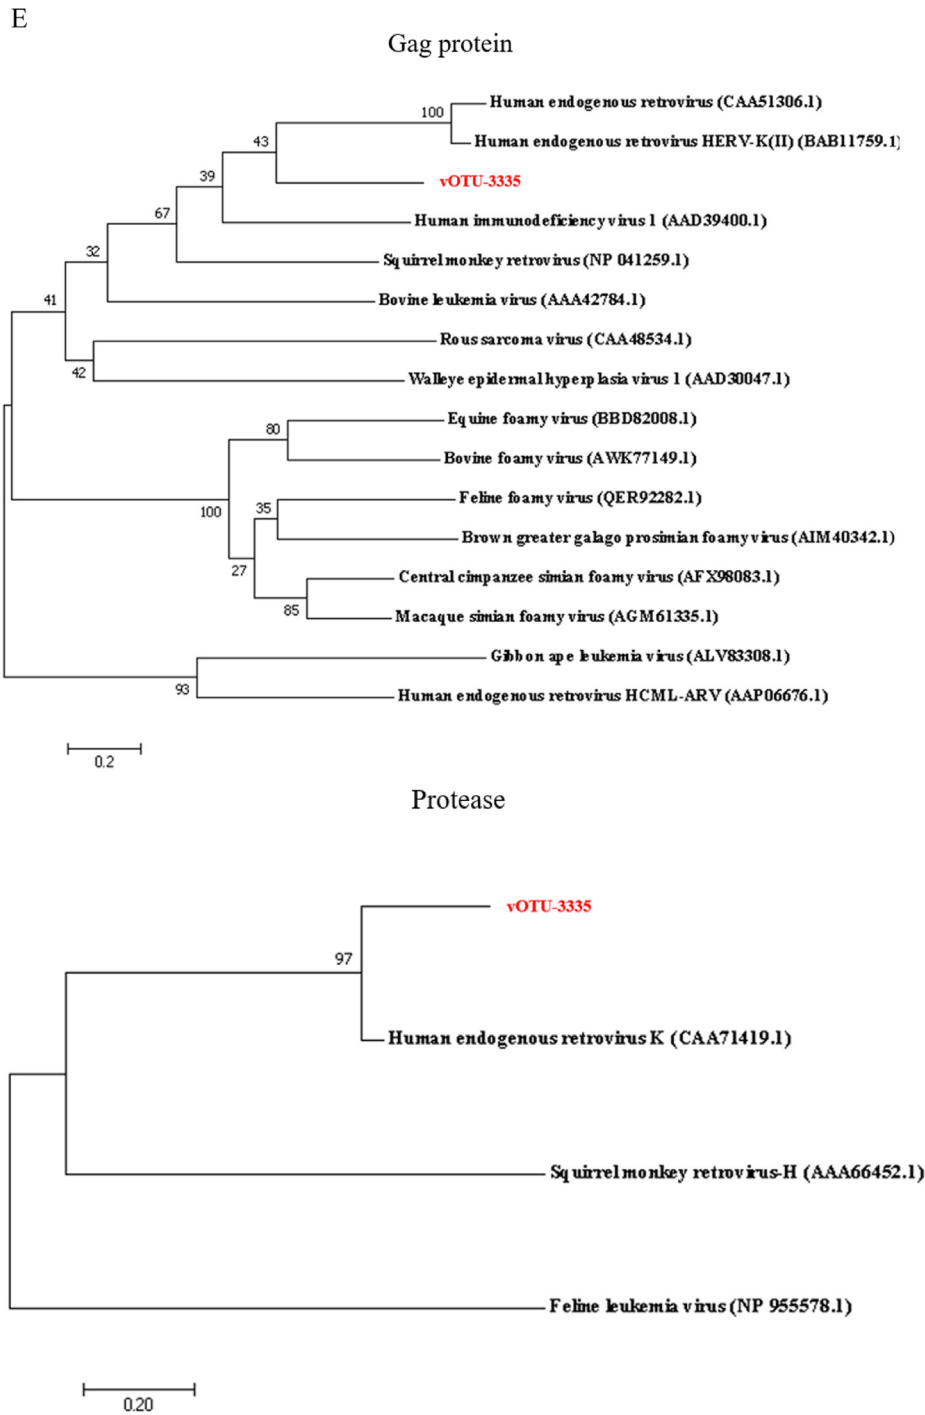 E
Gag protein
Human endogenous retrovirus (CAA51306.1)
100
Human endogenous retrovirus HERV-K(II) (BAB11759.1)
43
vOTU-3335
39
Human immunodeficiency virus 1 (AAD39400.1)
67
Squirrel monkey retrovirus (NP 041259.1)
32
Bovine leukemia virus (AAA42784.1)
41
Rous sarcoma virus (CAA48534.1)
42
Walleye epidermal hyperplasia virus 1 (AAD30047.1)
Equine foamy virus (BBD82008.1)
80
Bovine foamy virus (AWK77149.1)
100
Feline foamy virus (QER92282.1)
35
Brown greater galago prosimian foamy virus (AIM40342.1)
27
Central cimpanzee simian foamy virus (AFX98083.1)
85
Macaque simian foamy virus (AGM61335.1)
Gibbon ape leukemia virus (ALV83308.1)
93
Human endogenous retrovirus HCML-ARV (AAP06676.1)
0.2
Protease
vOTU-3335
97
Human endogenous retrovirus K (CAA71419.1)
Squirrel monkey retrovirus-H (AAA66452.1)
Feline leukemia virus (NP 955578.1)
0.20